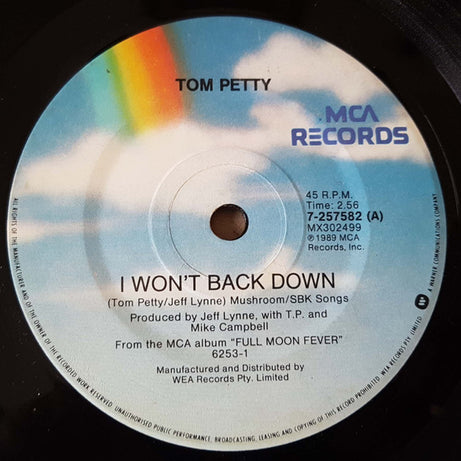 TOM PETTY
MCA
RECORDS
45 R.P.M.
Time: 2.56
7-257582 (A)
MX302499
℗ 1989 MCA
Records, Inc.
I WON'T BACK DOWN
(Tom Petty/Jeff Lynne) Mushroom/SBK Songs
Produced by Jeff Lynne, with T.P. and
Mike Campbell
From the MCA album "FULL MOON FEVER"
6253-1
Manufactured and Distributed by
WEA Records Pty. Limited
ALL RIGHTS OF THE MANUFACTURER AND OF THE OWNER OF THE RECORDED WORK RESERVED. UNAUTHORISED PUBLIC PERFORMANCE, BROADCASTING, LEASING AND COPYING OF THIS RECORD PROHIBITED. WEA RECORDS PTY. LIMITED
A WARNER COMMUNICATIONS COMPANY